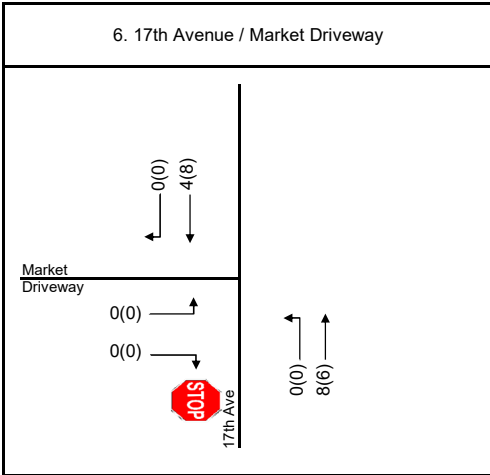 6. 17th Avenue / Market Driveway
0(0)
4(8)
Market
Driveway
0(0)
0(0)
STOP
17th Ave
0(0)
8(6)